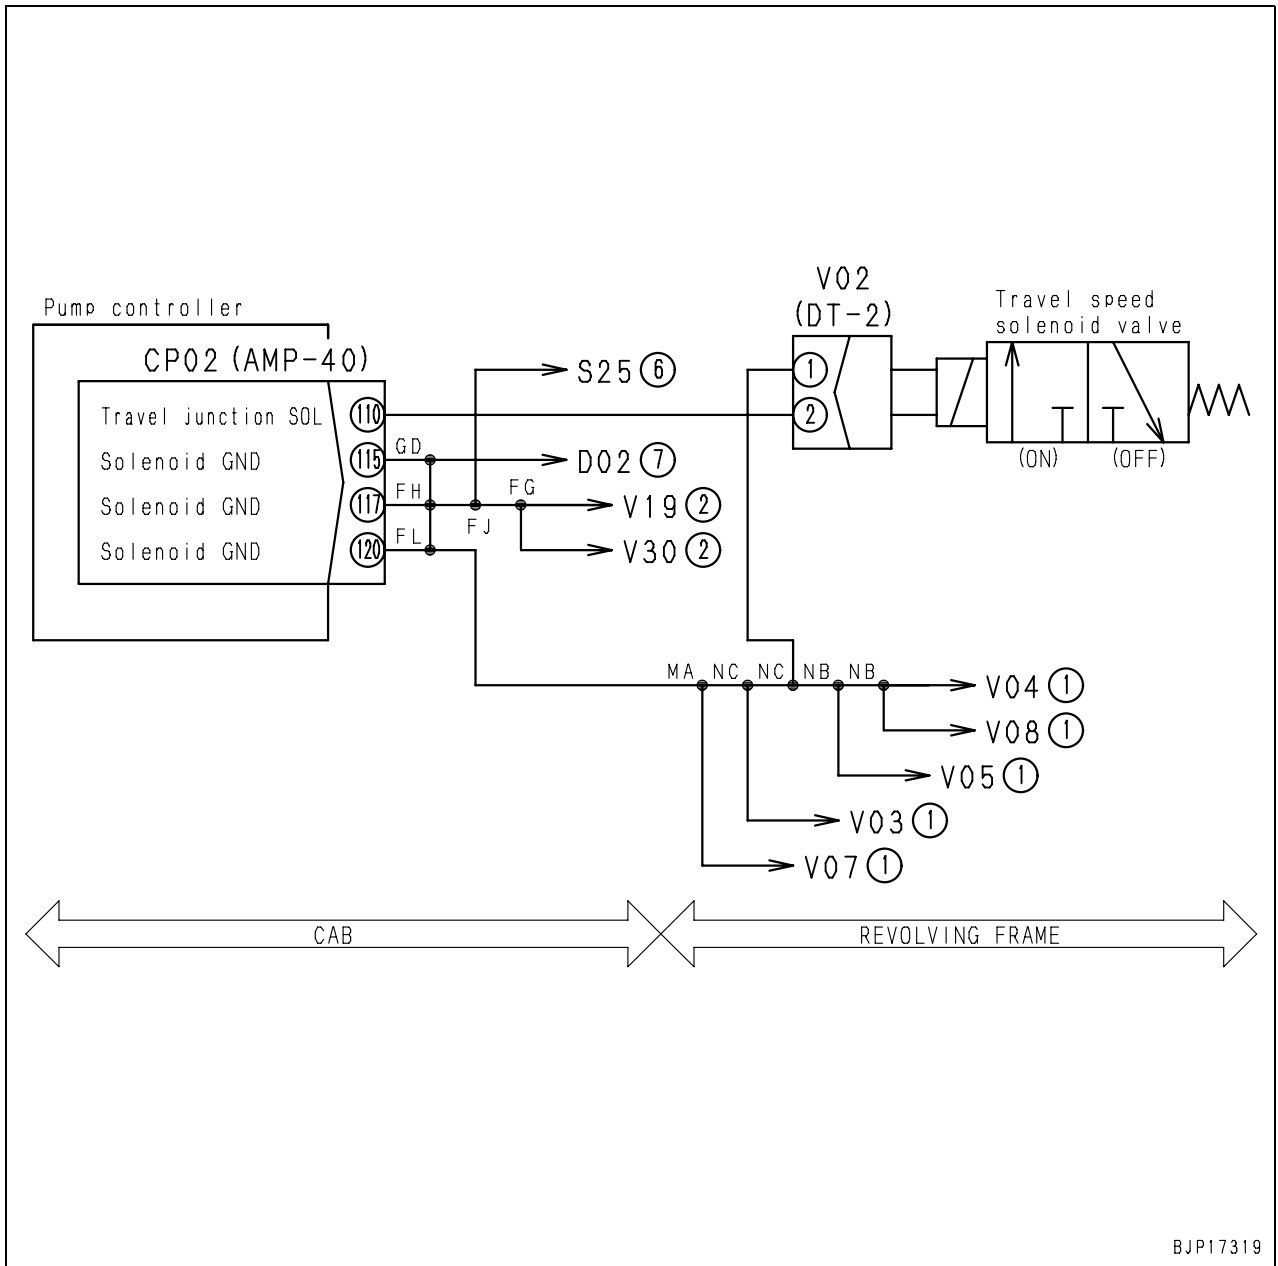 V02
(DT-2)
Travel speed
solenoid valve
Pump controller
CP02 (AMP-40)
S25 6
1
Travel junction SOL 110
2
Solenoid GND 115 GD
D02 7
(ON) (OFF)
Solenoid GND 117 FH
FG
V19 2
FJ
Solenoid GND 120 FL
V30 2
MA NC NC NB NB
V04 1
V08 1
V05 1
V03 1
V07 1
CAB
REVOLVING FRAME
BJP17319